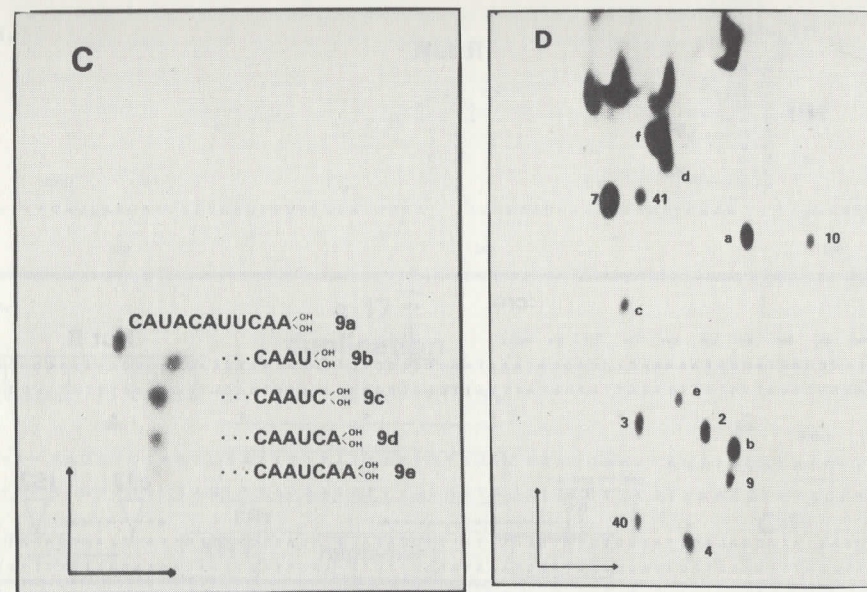 C
CAUACAUUCAA<OH OH 9a
···CAAU<OH OH 9b
···CAAUC<OH OH 9c
···CAAUCA<OH OH 9d
···CAAUCAA<OH OH 9e
D
f
d
7 41
a 10
c
e
3 2
b
9
40
4